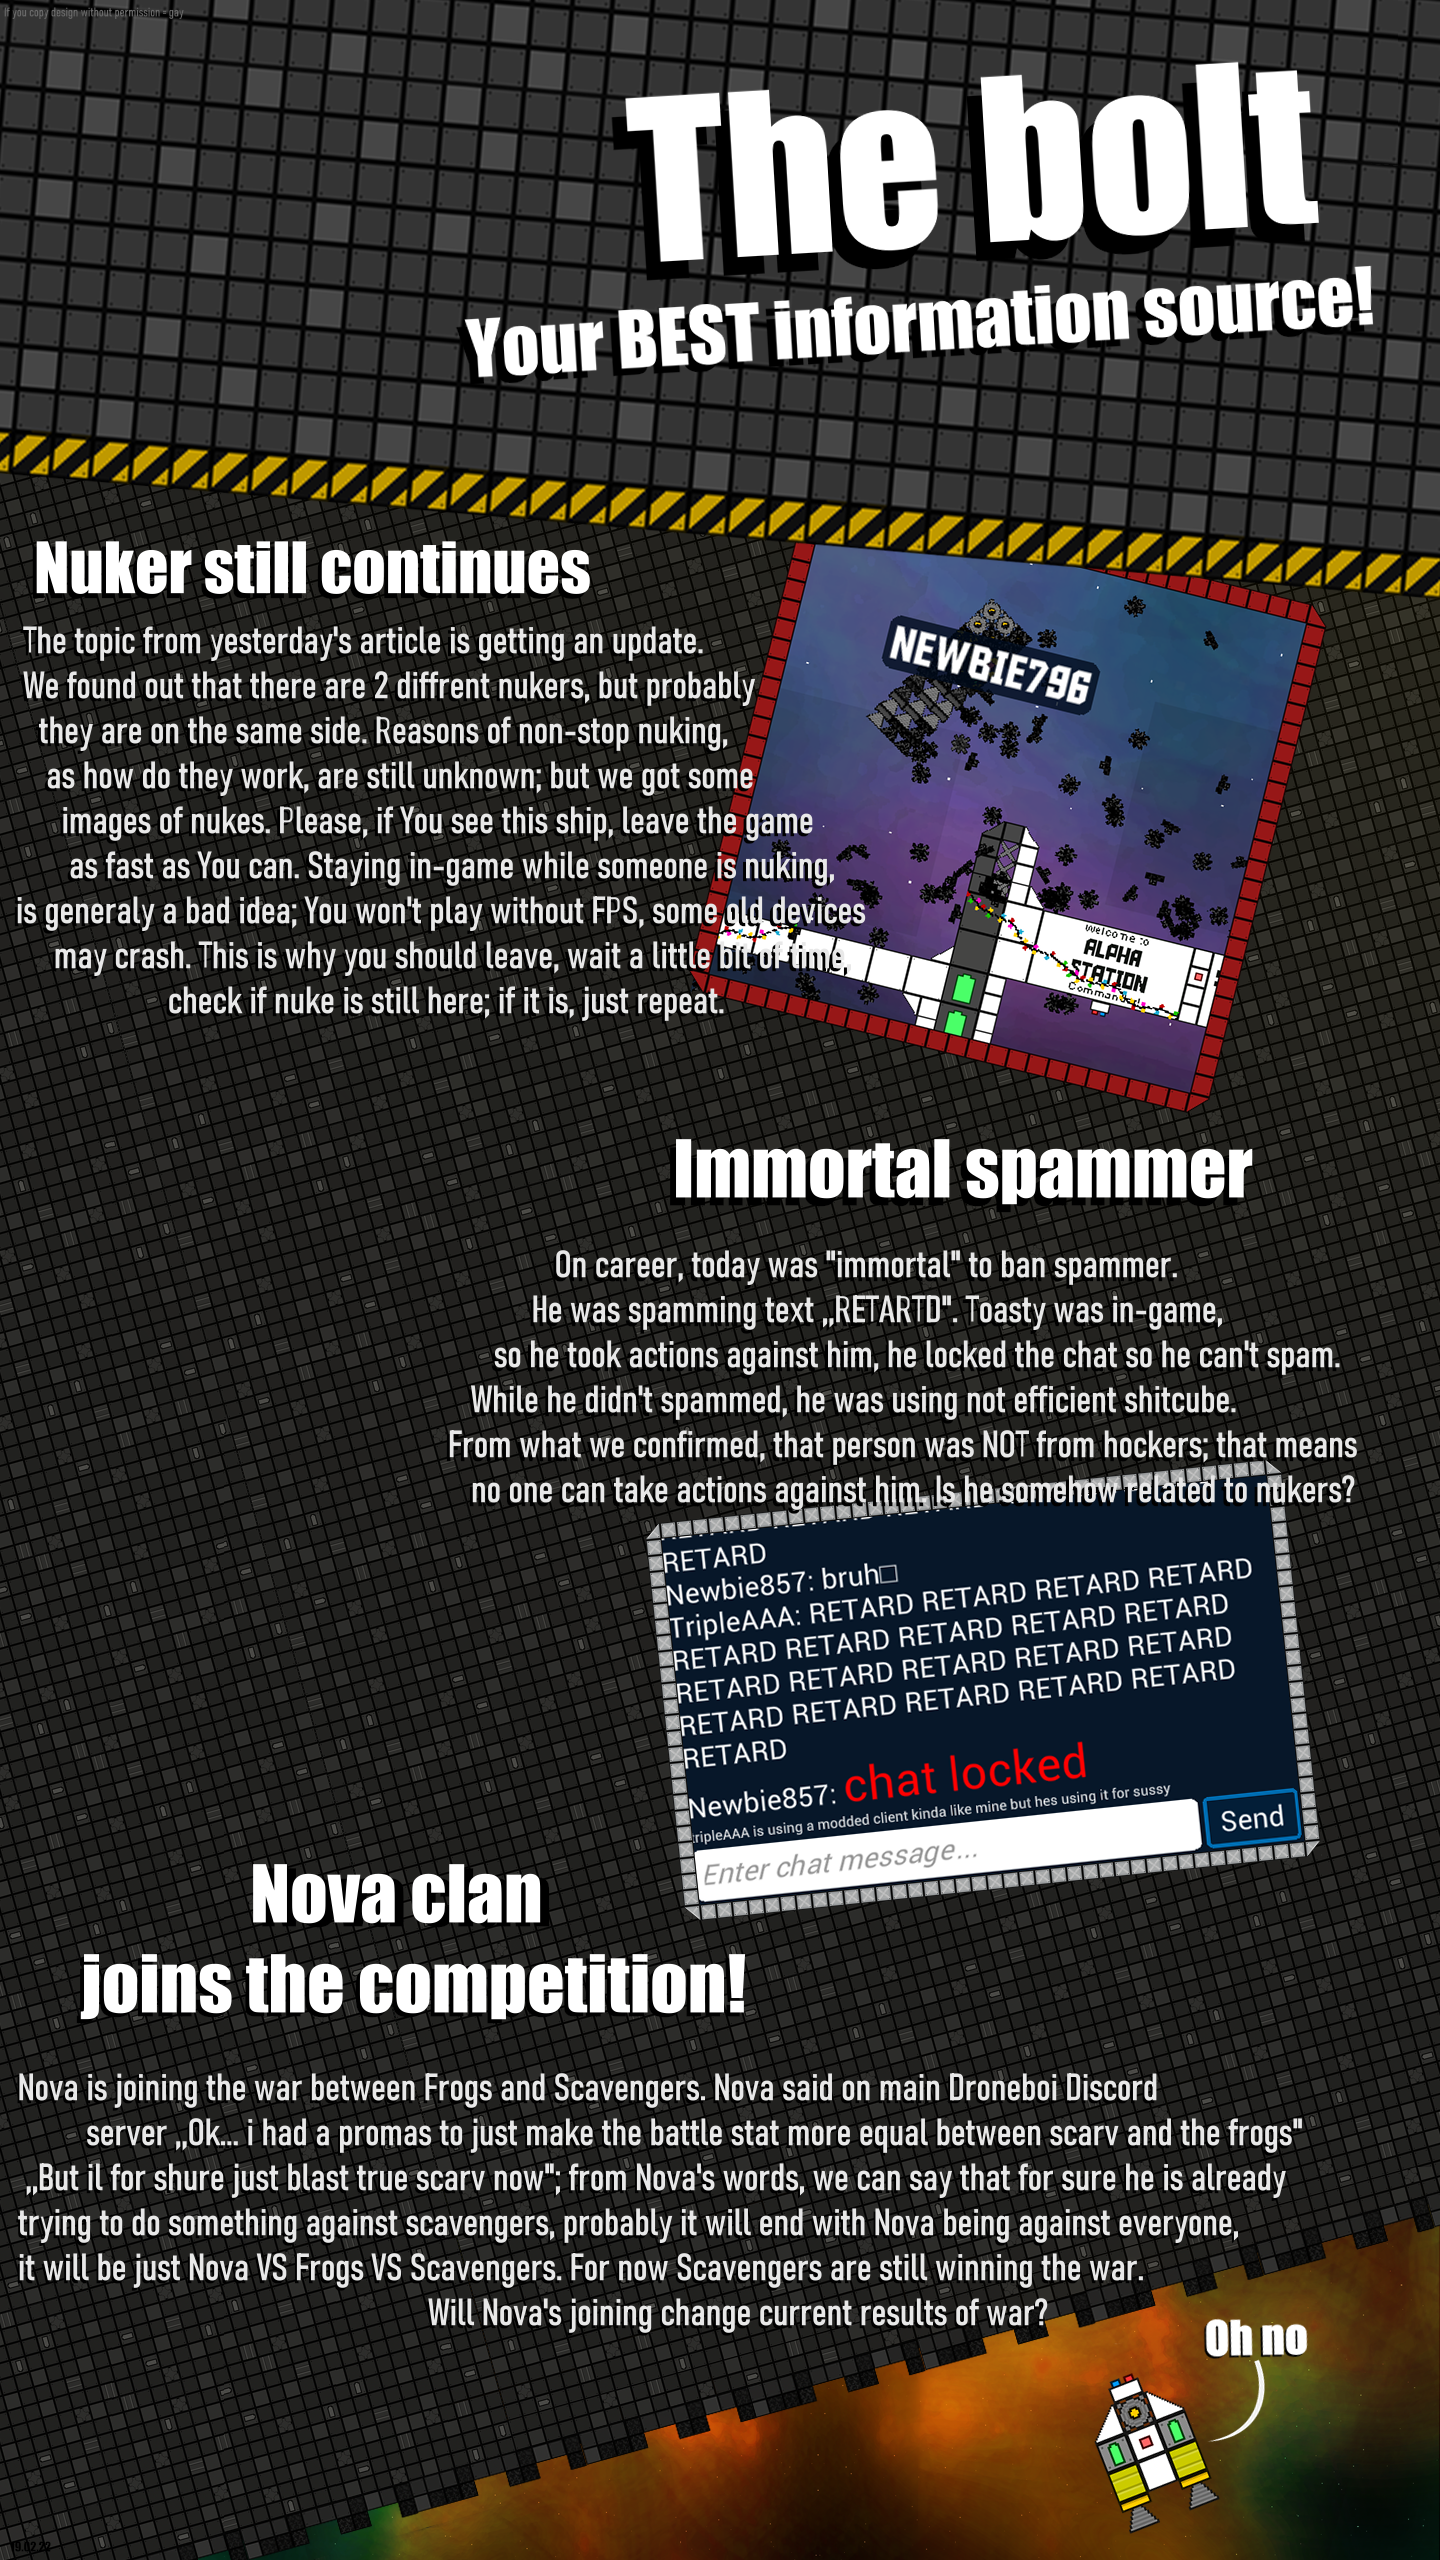 If you copy design without permission = gay
The bolt
Your BEST information source!
Nuker still continues
The topic from yesterday's article is getting an update.
We found out that there are 2 diffrent nukers, but probably
they are on the same side. Reasons of non-stop nuking,
as how do they work, are still unknown; but we got some
images of nukes. Please, if You see this ship, leave the game
as fast as You can. Staying in-game while someone is nuking,
is generaly a bad idea; You won't play without FPS, some old devices
may crash. This is why you should leave, wait a little bit of time,
check if nuke is still here; if it is, just repeat.
NEWBIE796
Welcome to
ALPHA
STATION
Commander!
Immortal spammer
On career, today was "immortal" to ban spammer.
He was spamming text „RETARTD". Toasty was in-game,
so he took actions against him, he locked the chat so he can't spam.
While he didn't spammed, he was using not efficient shitcube.
From what we confirmed, that person was NOT from hockers; that means
no one can take actions against him. Is he somehow related to nukers?
RETARD
Newbie857: bruh□
TripleAAA: RETARD RETARD RETARD RETARD
RETARD RETARD RETARD RETARD RETARD
RETARD RETARD RETARD RETARD RETARD
RETARD RETARD RETARD RETARD RETARD
RETARD
Newbie857: chat locked
ripleAAA is using a modded client kinda like mine but hes using it for sussy
Enter chat message...
Send
Nova clan
joins the competition!
Nova is joining the war between Frogs and Scavengers. Nova said on main Droneboi Discord
server „Ok... i had a promas to just make the battle stat more equal between scarv and the frogs"
„But il for shure just blast true scarv now"; from Nova's words, we can say that for sure he is already
trying to do something against scavengers, probably it will end with Nova being against everyone,
it will be just Nova VS Frogs VS Scavengers. For now Scavengers are still winning the war.
Will Nova's joining change current results of war?
Oh no